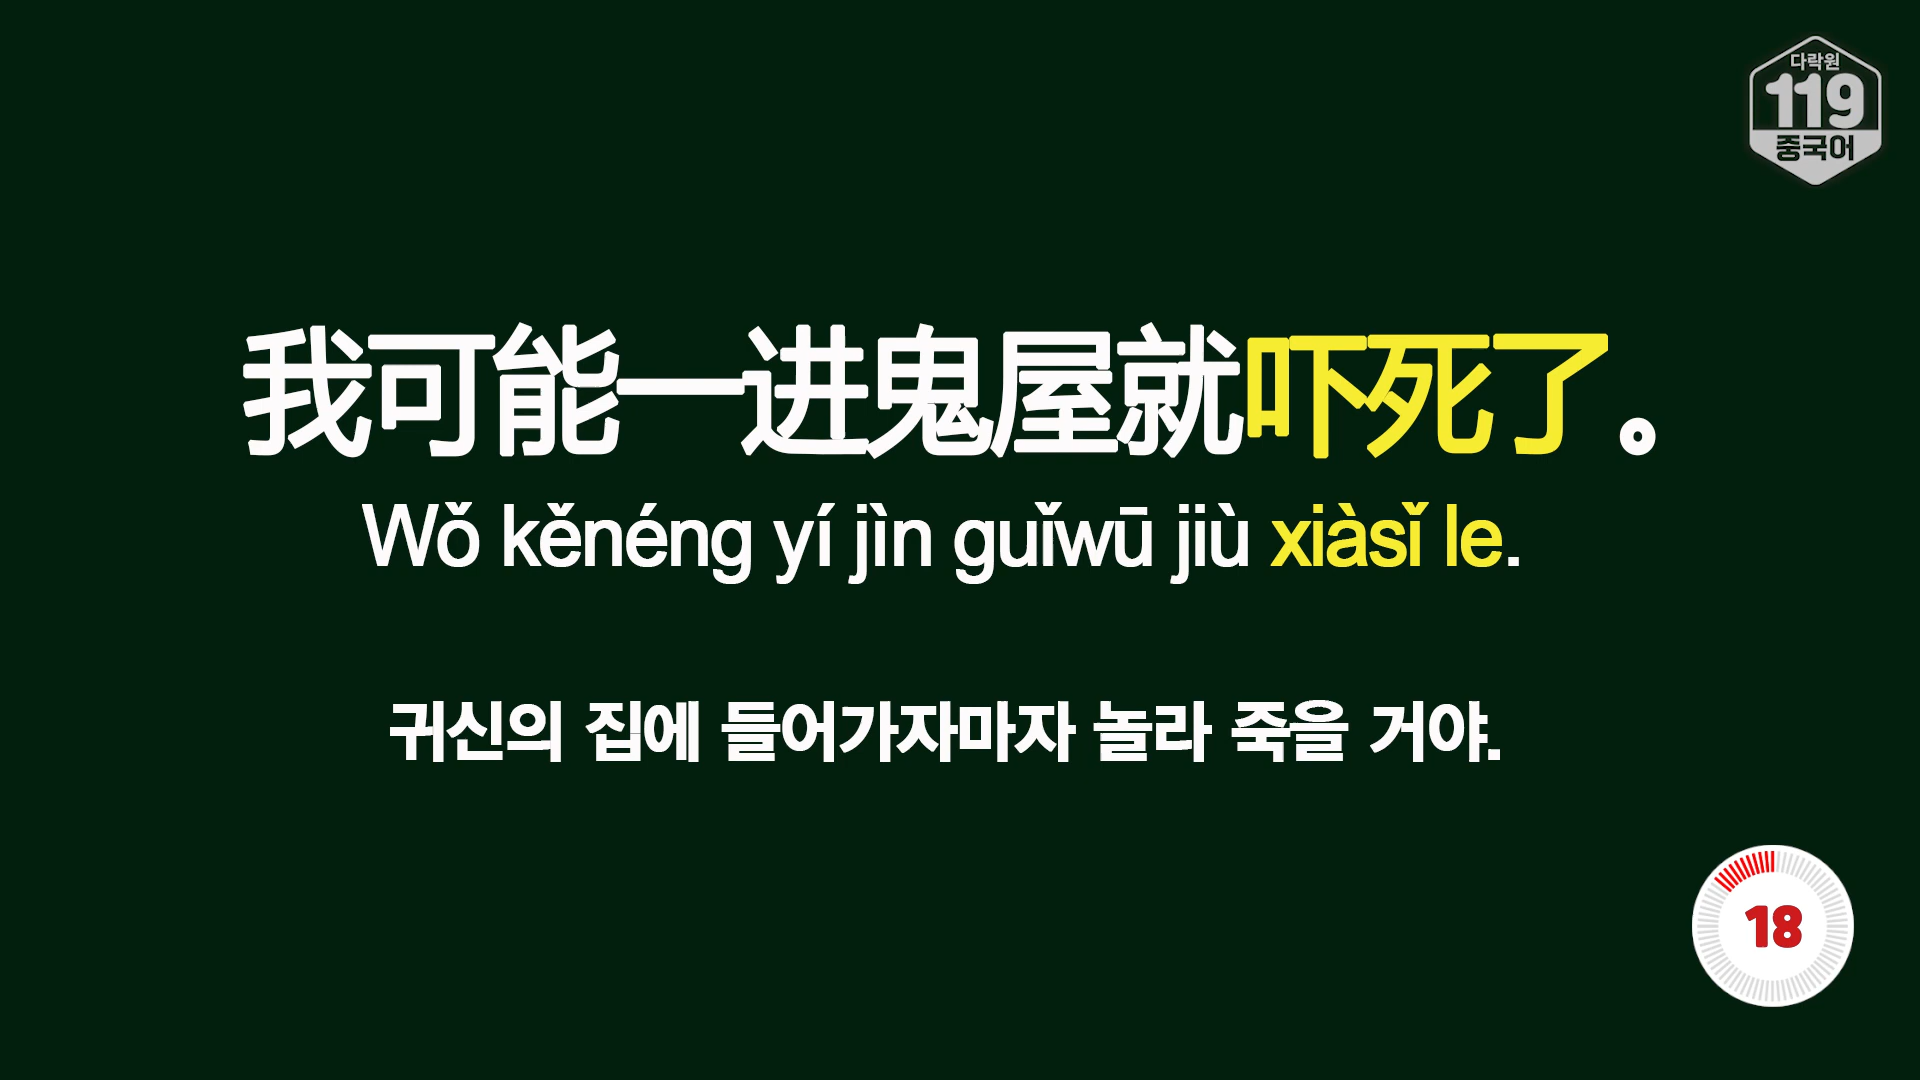 다락원
119
중국어
我可能一进鬼屋就吓死了。
Wǒ kěnéng yí jìn guǐwū jiù xiàsǐ le.
귀신의 집에 들어가자마자 놀라 죽을 거야.
18